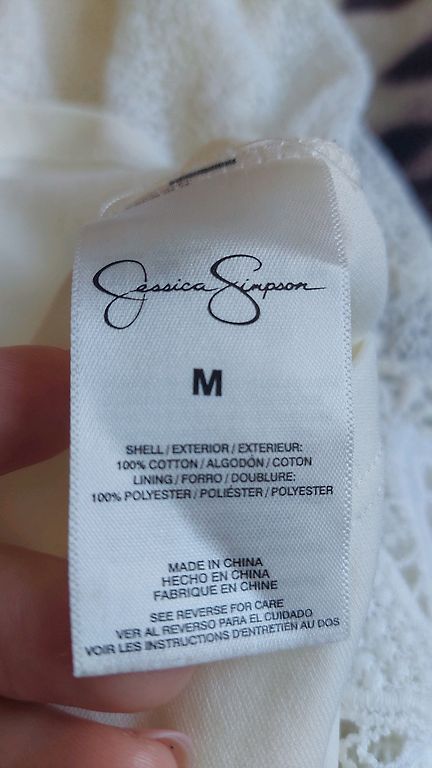 Jessica Simpson
M
SHELL / EXTERIOR / EXTERIEUR:
100% COTTON / ALGODÓN / COTON
LINING / FORRO / DOUBLURE:
100% POLYESTER / POLIÉSTER / POLYESTER
MADE IN CHINA
HECHO EN CHINA
FABRIQUE EN CHINE
SEE REVERSE FOR CARE
VER AL REVERSO PARA EL CUIDADO
VOIR LES INSTRUCTIONS D'ENTRETIEN AU DOS